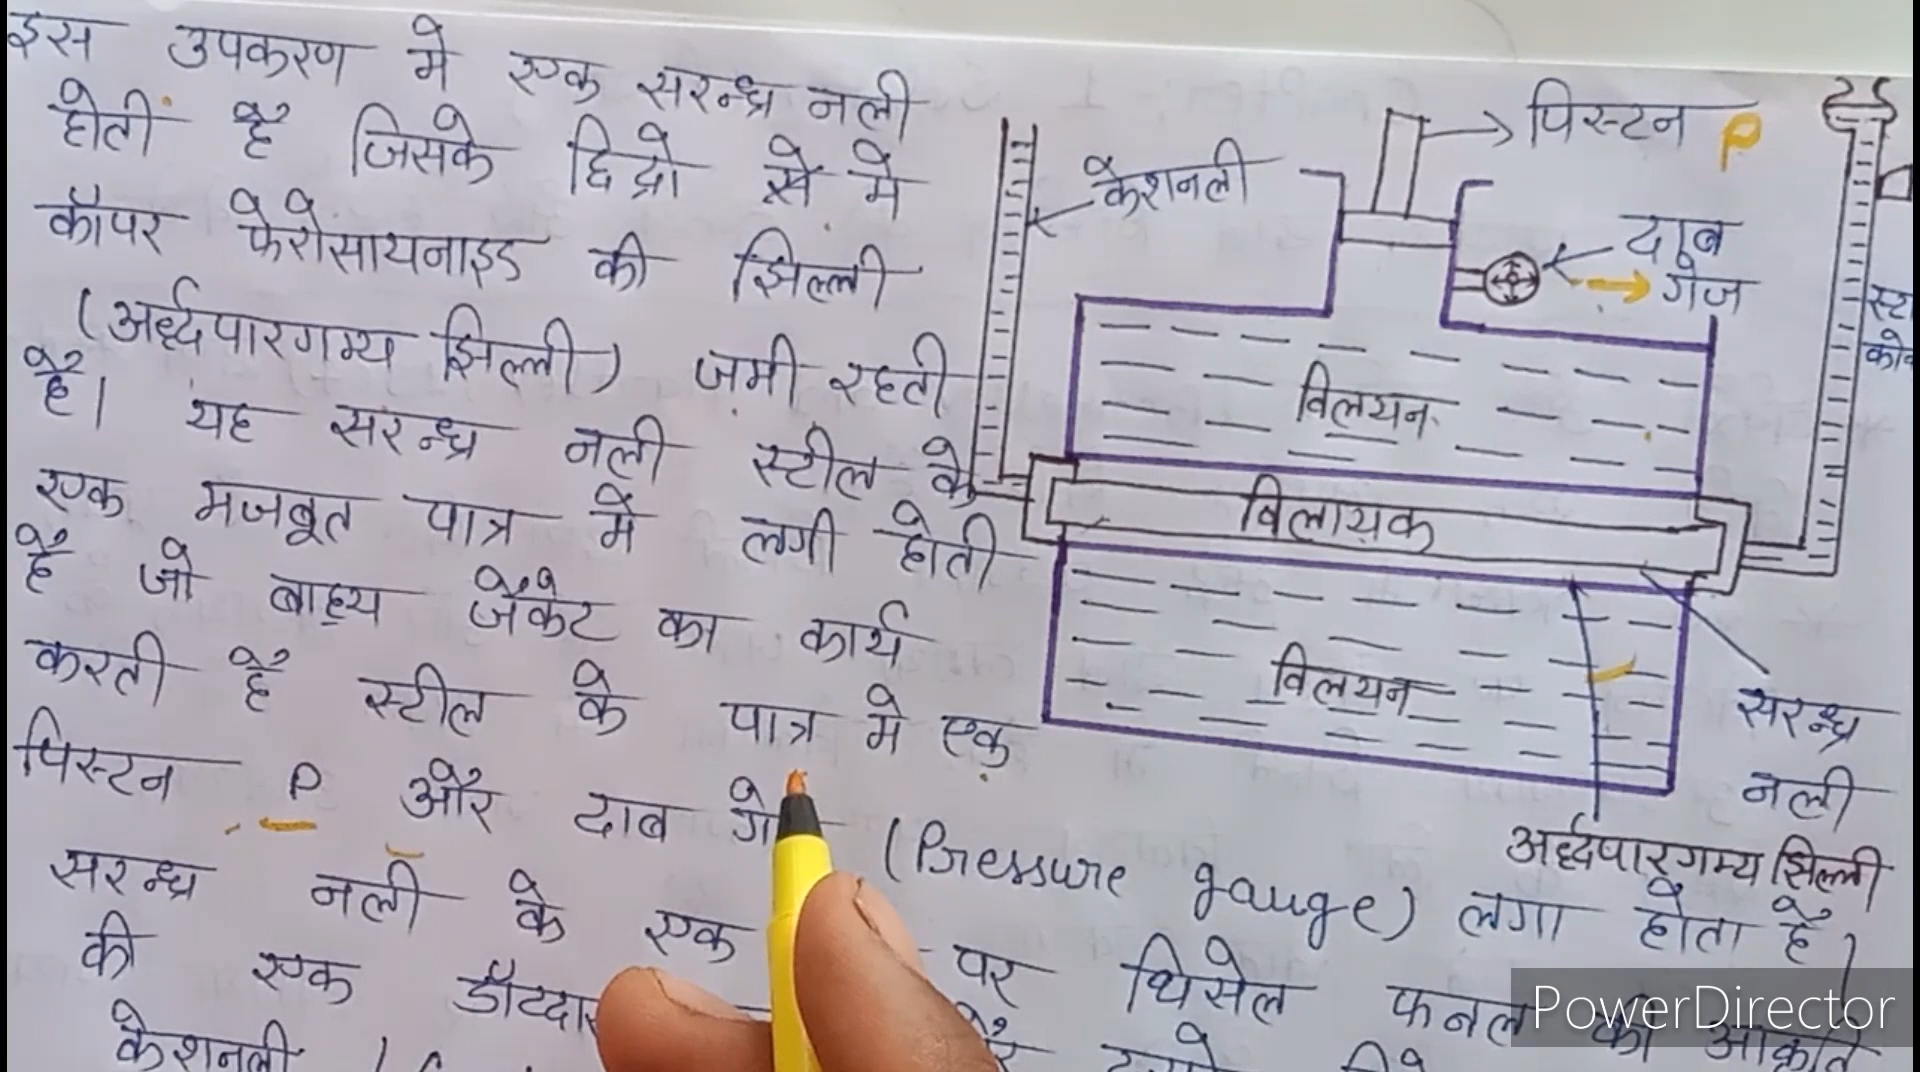 इस उपकरण मे एक सरन्ध्र नली
होती है जिसके छिद्रो से मे
कॉपर फेरोसायनाइड की झिल्ली
(अर्द्धपारगम्य झिल्ली) जमी रहती
है। यह सरन्ध्र नली स्टील के
एक मजबूत पात्र मे लगी होती
है जो बाह्य जैकेट का कार्य
करती है स्टील के पात्र मे एक
पिस्टन P और दाब (Pressure gauge) लगा होता है।
सरन्ध्र नली के एक पर थिसेल फनल की आकृति
की एक
केशनली
पिस्टन P
केशनली
दाब
गेज
विलयन
विलायक
विलयन
सरन्ध्र
नली
अर्द्धपारगम्य झिल्ली
PowerDirector